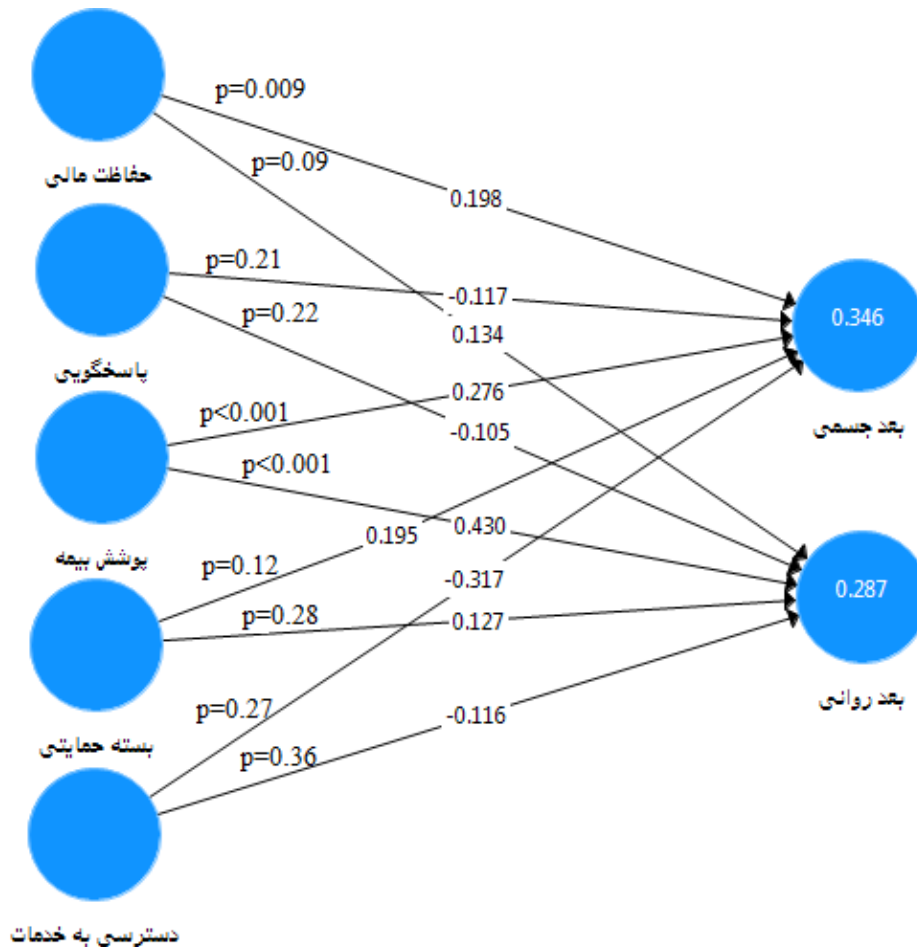 p=0.009
p=0.09
حفاظت مالی
0.198
p=0.21
-0.117
p=0.22
0.346
0.134
پاسخگویی
0.276
p<0.001
بعد جسمی
-0.105
p<0.001
0.430
0.195
پوشش بیمه
p=0.12
-0.317
0.287
p=0.28
0.127
بعد روانی
p=0.27
-0.116
بسته حمایتی
p=0.36
دسترسی به خدمات